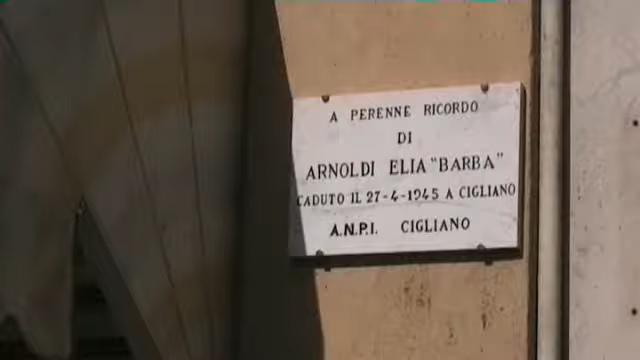 A PERENNE RICORDO
DI
ARNOLDI ELIA "BARBA"
CADUTO IL 27-4-1945 A CIGLIANO
A.N.P.I. CIGLIANO